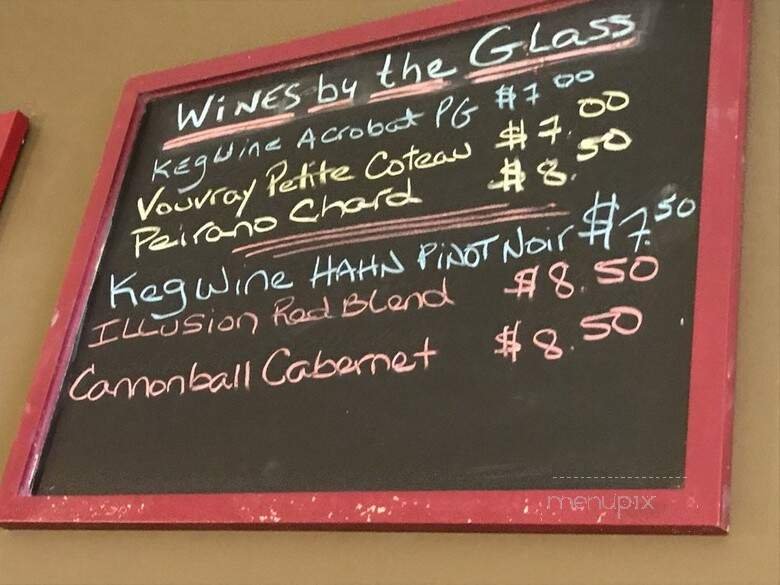 WINES by the GLass
KEgWine Acrobat PG $7 00
Vouvray Petite Coteau $7.00
Peirano Chard $8.50
KegWine HAHN PiNOT Noir $7.50
ILLUSion Red BLend $8.50
Cannonball Cabernet $8.50
menupix